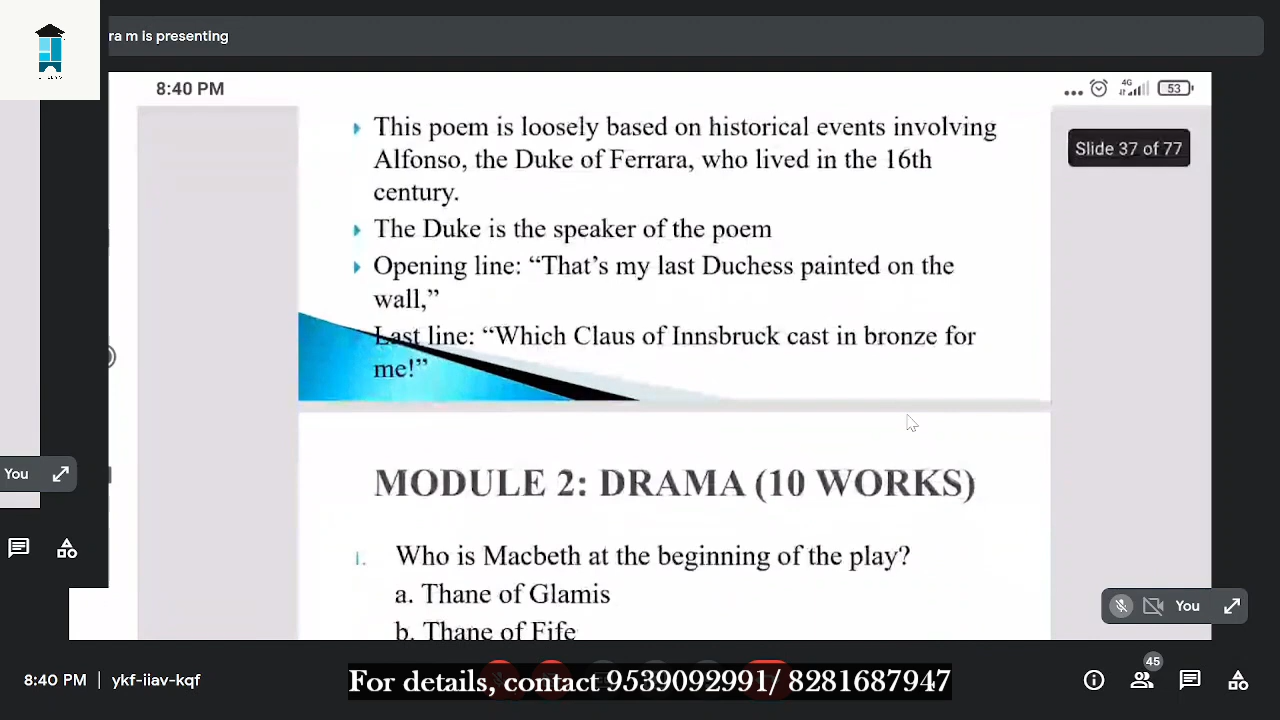 ra m is presenting
8:40 PM
4G
53
Slide 37 of 77
This poem is loosely based on historical events involving
Alfonso, the Duke of Ferrara, who lived in the 16th
century.
The Duke is the speaker of the poem
Opening line: “That’s my last Duchess painted on the
wall,”
Last line: “Which Claus of Innsbruck cast in bronze for
me!”
MODULE 2: DRAMA (10 WORKS)
i. Who is Macbeth at the beginning of the play?
a. Thane of Glamis
b. Thane of Fife
You
You
8:40 PM | ykf-iiav-kqf
45
For details, contact 9539092991/ 8281687947